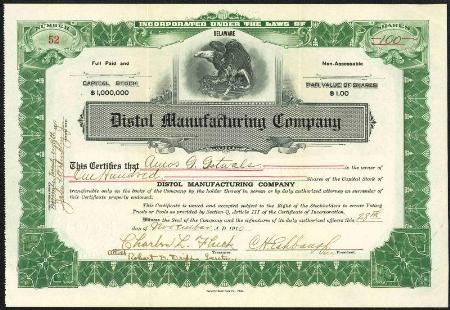 INCORPORATED UNDER THE LAWS OF
DELAWARE
NUMBER
52
SHARES
100
Full Paid and
Non-Assessable
CAPITAL STOCK
$1,000,000
PAR VALUE OF SHARES
$1.00
Distol Manufacturing Company
This Certifies that Amos G. is the owner of
One Hundred Shares of the Capital Stock of
DISTOL MANUFACTURING COMPANY
transferable only on the books of the Company by the holder thereof in person or by duly authorized attorney on surrender of
this Certificate properly endorsed.
This Certificate is issued and accepted subject to the Right of the Stockholders to create Voting
Trusts or Pools as provided by Section 9, Article III of the Certificate of Incorporation.
Witness the Seal of the Company and the signatures of its duly authorized officers this 28th
day of November A.D. 1910
Charles L. Flick
President